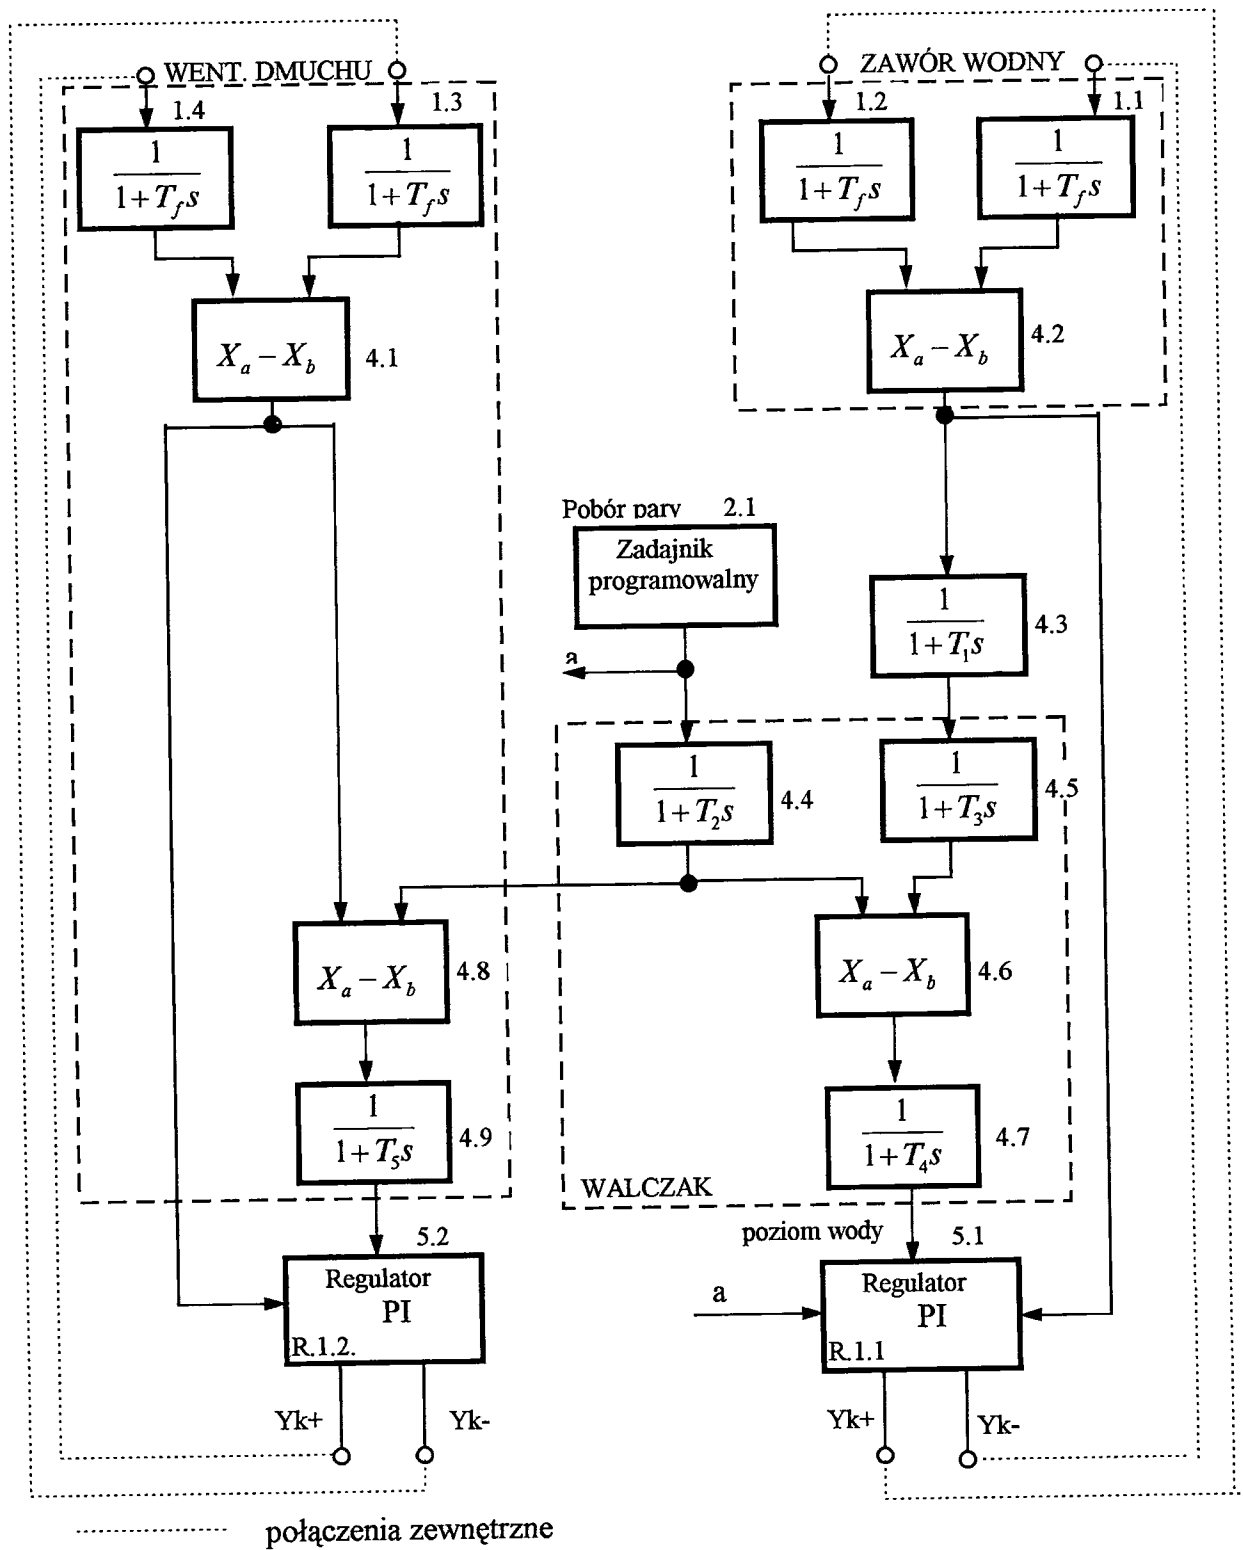 WENT. DMUCHU
ZAWÓR WODNY
1.4
1.3
1.2
1.1
1
1+T_f s
1
1+T_f s
1
1+T_f s
1
1+T_f s
X_a − X_b
4.1
X_a − X_b
4.2
Pobór pary
2.1
Zadajnik
programowalny
a
1
1+T_1 s
4.3
1
1+T_2 s
4.4
1
1+T_3 s
4.5
X_a − X_b
4.8
X_a − X_b
4.6
1
1+T_5 s
4.9
1
1+T_4 s
4.7
WALCZAK
poziom wody
5.2
Regulator
PI
R.1.2.
5.1
a
Regulator
PI
R.1.1
Yk+
Yk-
Yk+
Yk-
połączenia zewnętrzne